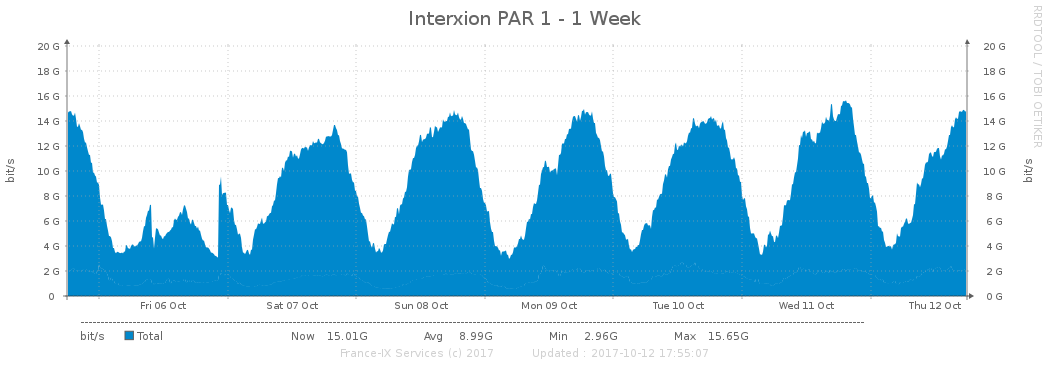 Interxion PAR 1 - 1 Week
RRDTOOL / TOBI OETIKER
20 G 20 G
18 G 18 G
16 G 16 G
14 G 14 G
12 G 12 G
10 G 10 G
8 G 8 G
6 G 6 G
4 G 4 G
2 G 2 G
0 0 G
bit/s
bit/s
Fri 06 Oct Sat 07 Oct Sun 08 Oct Mon 09 Oct Tue 10 Oct Wed 11 Oct Thu 12 Oct
bit/s Total Now 15.01G Avg 8.99G Min 2.96G Max 15.65G
France-IX Services (c) 2017 Updated : 2017-10-12 17:55:07